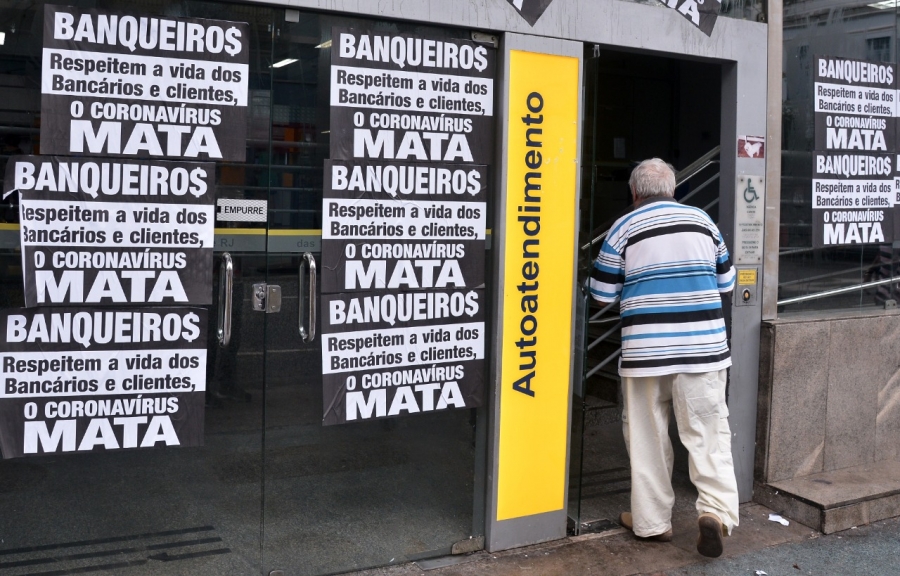 BANQUEIRO$
Respeitem a vida dos
Bancários e clientes,
O CORONAVÍRUS
MATA
BANQUEIRO$
Respeitem a vida dos
Bancários e clientes,
O CORONAVÍRUS
MATA
BANQUEIRO$
Respeitem a vida dos
Bancários e clientes,
O CORONAVÍRUS
MATA
EMPURRE
RJ
das
BANQUEIRO$
Respeitem a vida dos
Bancários e clientes,
O CORONAVÍRUS
MATA
BANQUEIRO$
Respeitem a vida dos
Bancários e clientes,
O CORONAVÍRUS
MATA
BANQUEIRO$
Respeitem a vida dos
Bancários e clientes,
O CORONAVÍRUS
MATA
Autoatendimento
MATA
BANQUEIRO$
Respeitem a vida dos
Bancários e clientes,
O CORONAVÍRUS
MATA
BANQUEIRO$
Respeitem a vida dos
Bancários e clientes,
O CORONAVÍRUS
MATA